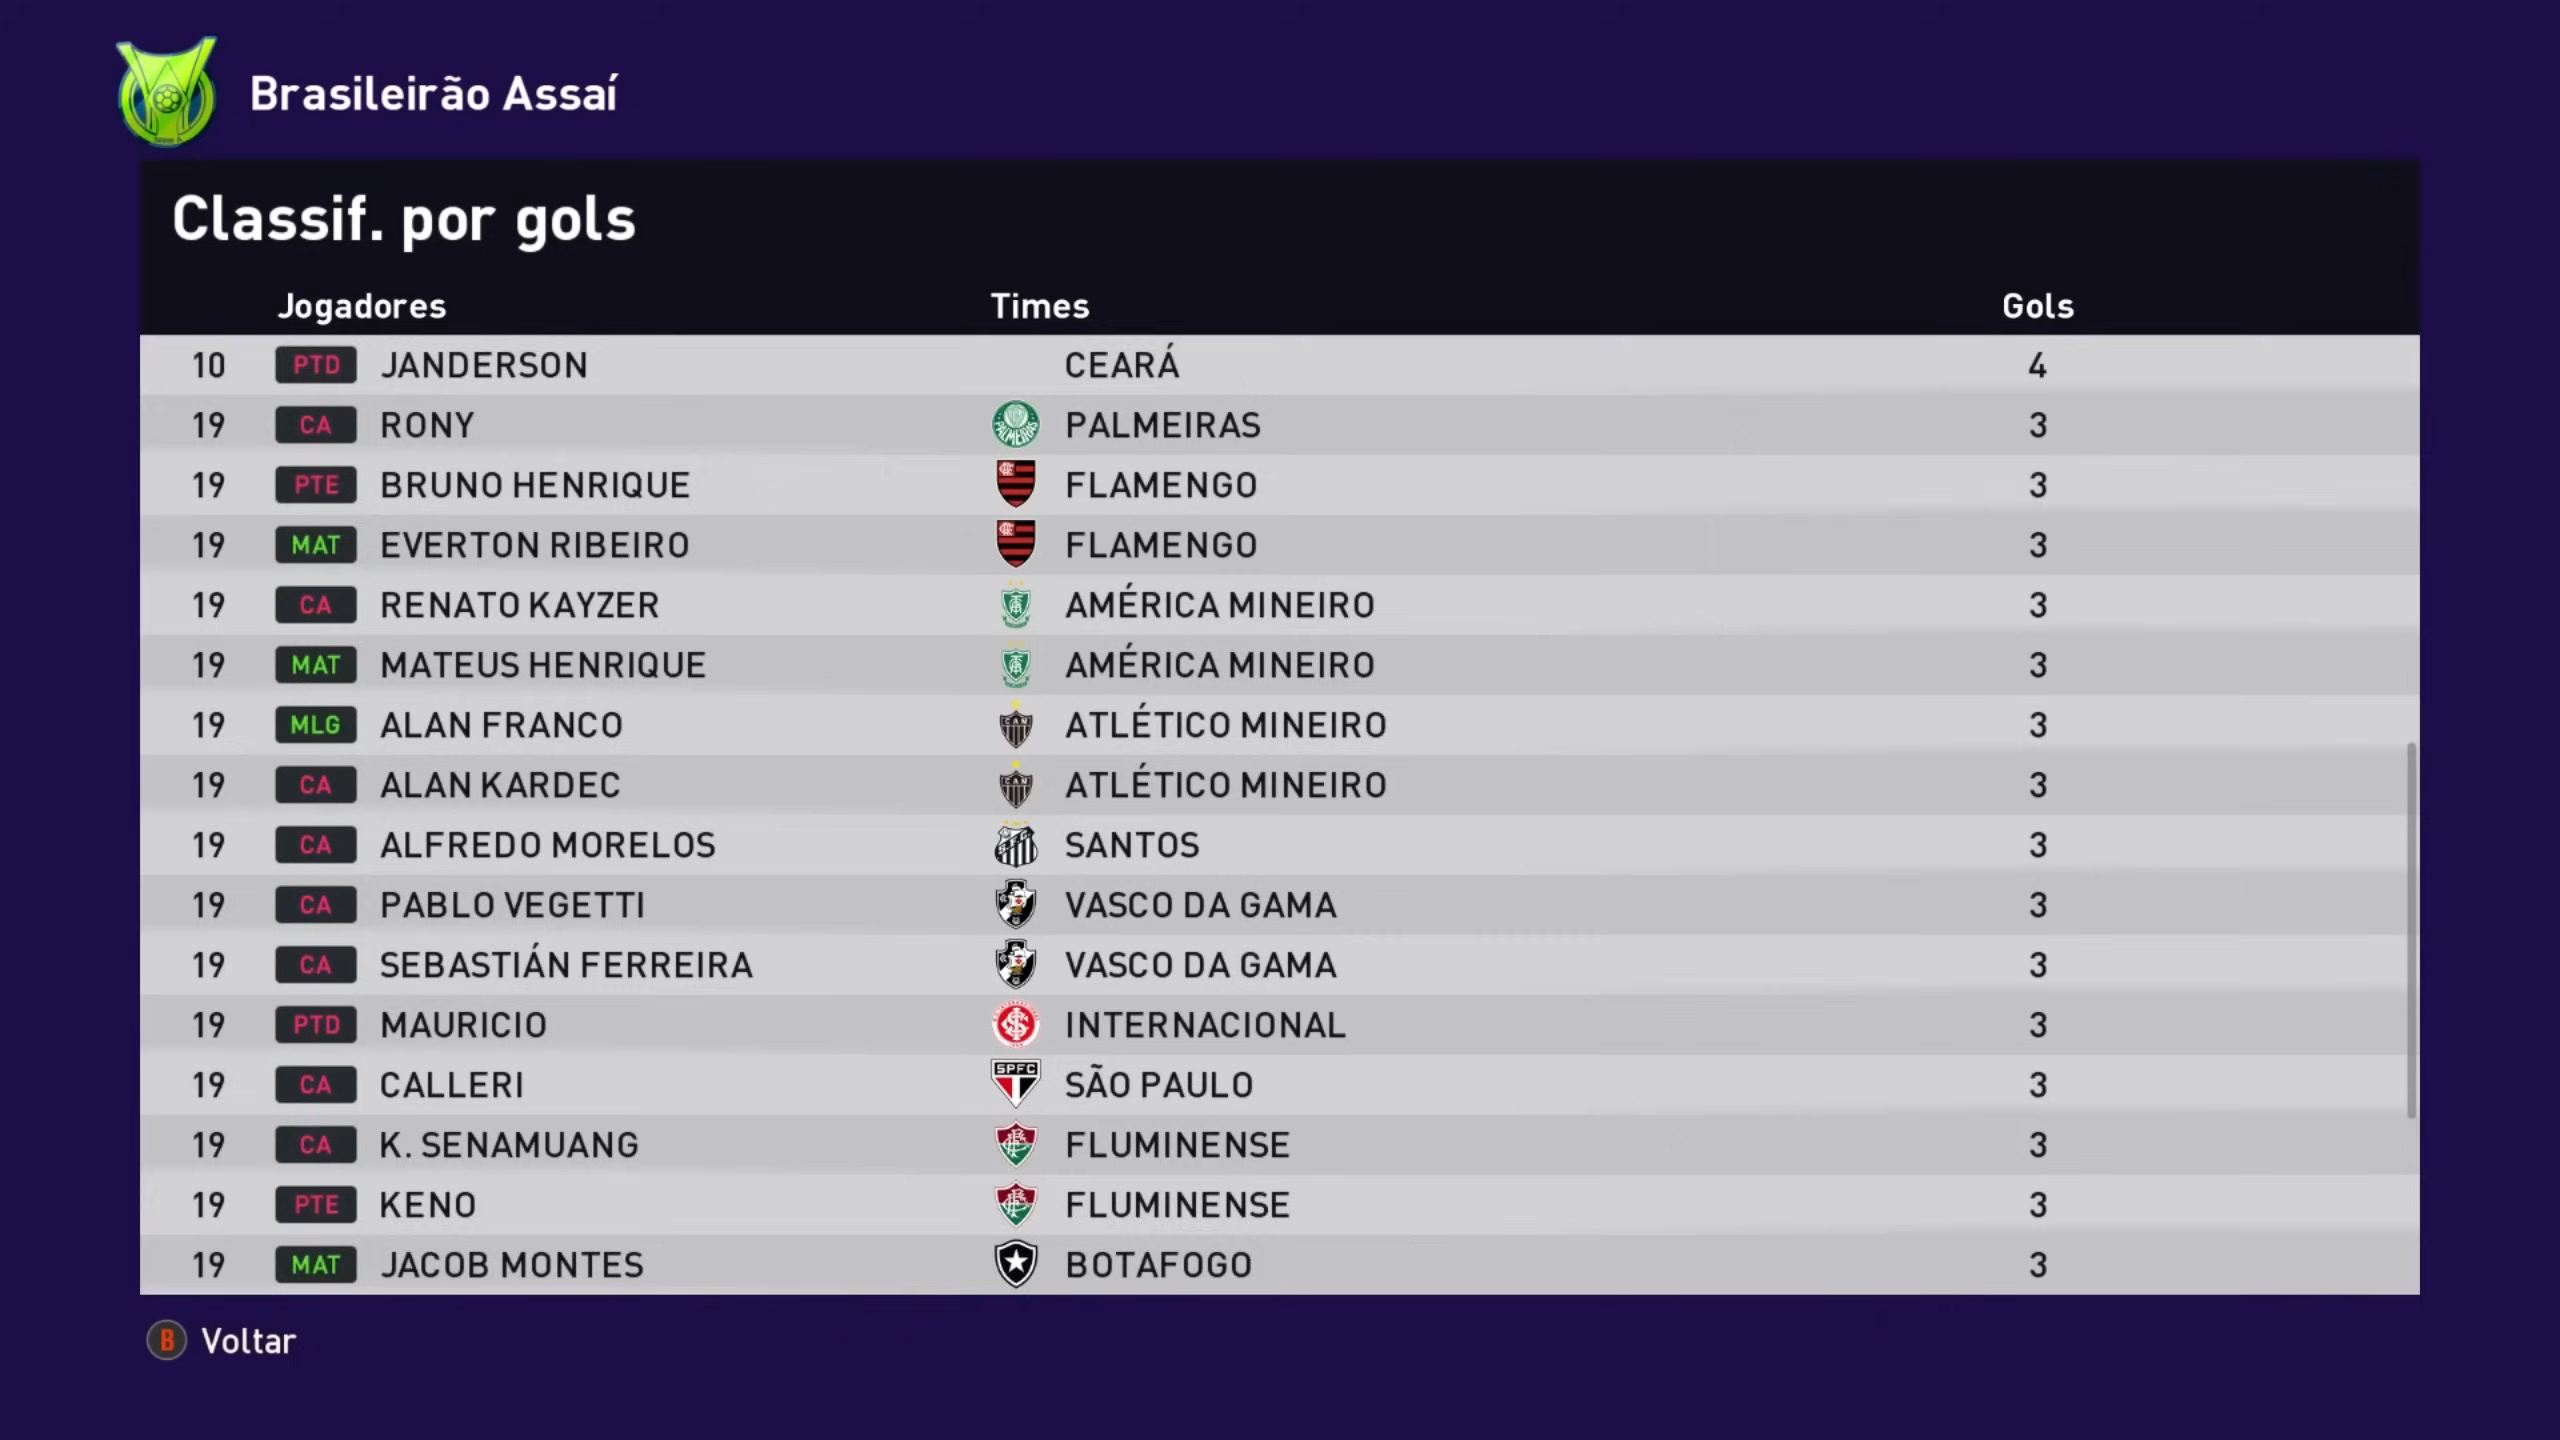 Brasileirão Assaí
Classif. por gols
Jogadores Times Gols
10 PTD JANDERSON CEARÁ 4
19 CA RONY PALMEIRAS 3
19 PTE BRUNO HENRIQUE FLAMENGO 3
19 MAT EVERTON RIBEIRO FLAMENGO 3
19 CA RENATO KAYZER AMÉRICA MINEIRO 3
19 MAT MATEUS HENRIQUE AMÉRICA MINEIRO 3
19 MLG ALAN FRANCO ATLÉTICO MINEIRO 3
19 CA ALAN KARDEC ATLÉTICO MINEIRO 3
19 CA ALFREDO MORELOS SANTOS 3
19 CA PABLO VEGETTI VASCO DA GAMA 3
19 CA SEBASTIÁN FERREIRA VASCO DA GAMA 3
19 PTD MAURICIO INTERNACIONAL 3
19 CA CALLERI SPFC SÃO PAULO 3
19 CA K. SENAMUANG FLUMINENSE 3
19 PTE KENO FLUMINENSE 3
19 MAT JACOB MONTES BOTAFOGO 3
B Voltar